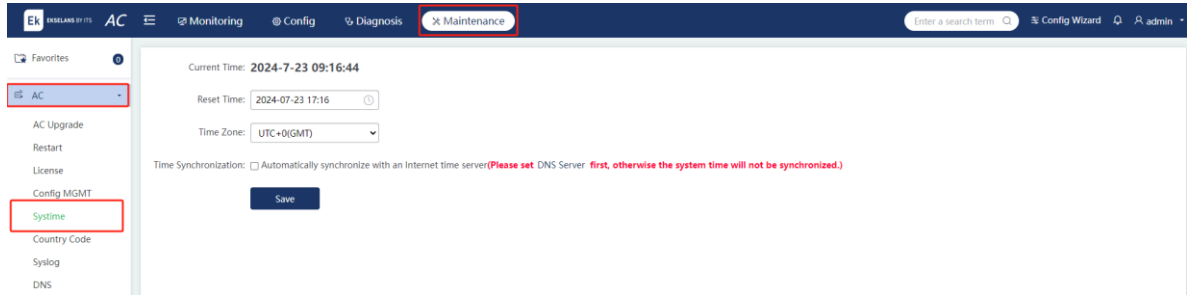 Ek EKSELANS BY ITS AC Monitoring Config Diagnosis Maintenance Enter a search term Config Wizard admin
Favorites 0
AC
AC Upgrade
Restart
License
Config MGMT
Systime
Country Code
Syslog
DNS
Current Time: 2024-7-23 09:16:44
Reset Time: 2024-07-23 17:16
Time Zone: UTC+0(GMT)
Time Synchronization: Automatically synchronize with an Internet time server(Please set DNS Server first, otherwise the system time will not be synchronized.)
Save